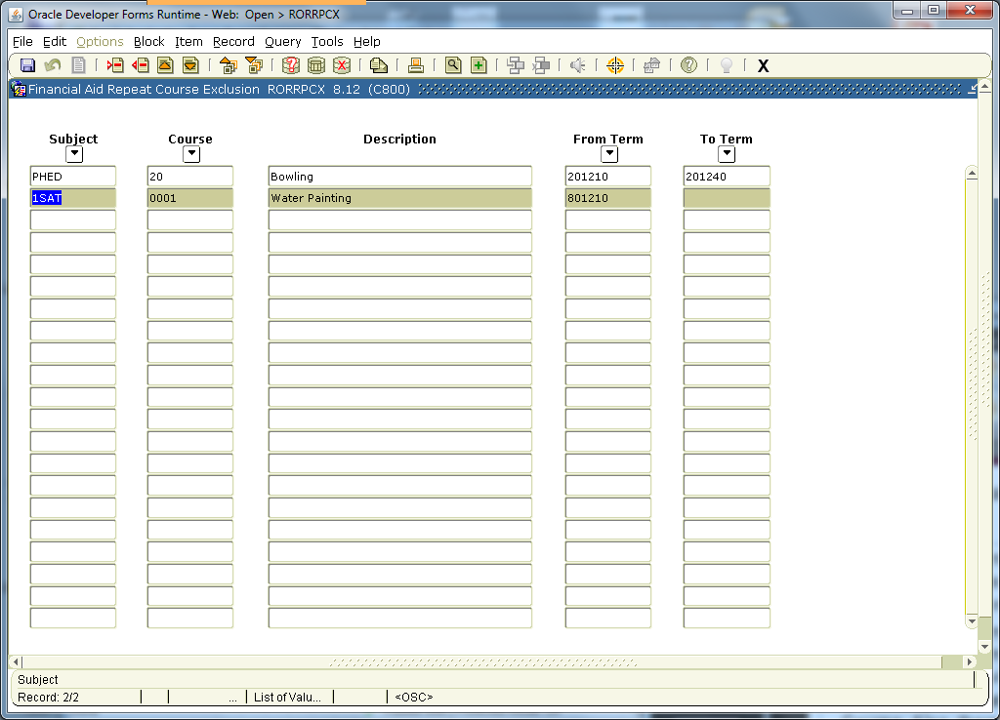 Oracle Developer Forms Runtime - Web: Open > RORRPCX
File Edit Options Block Item Record Query Tools Help
Financial Aid Repeat Course Exclusion RORRPCX 8.12 (C800)
Subject Course Description From Term To Term
PHED 20 Bowling 201210 201240
1SAT 0001 Water Painting 801210
Subject
Record: 2/2 ... List of Valu... <OSC>